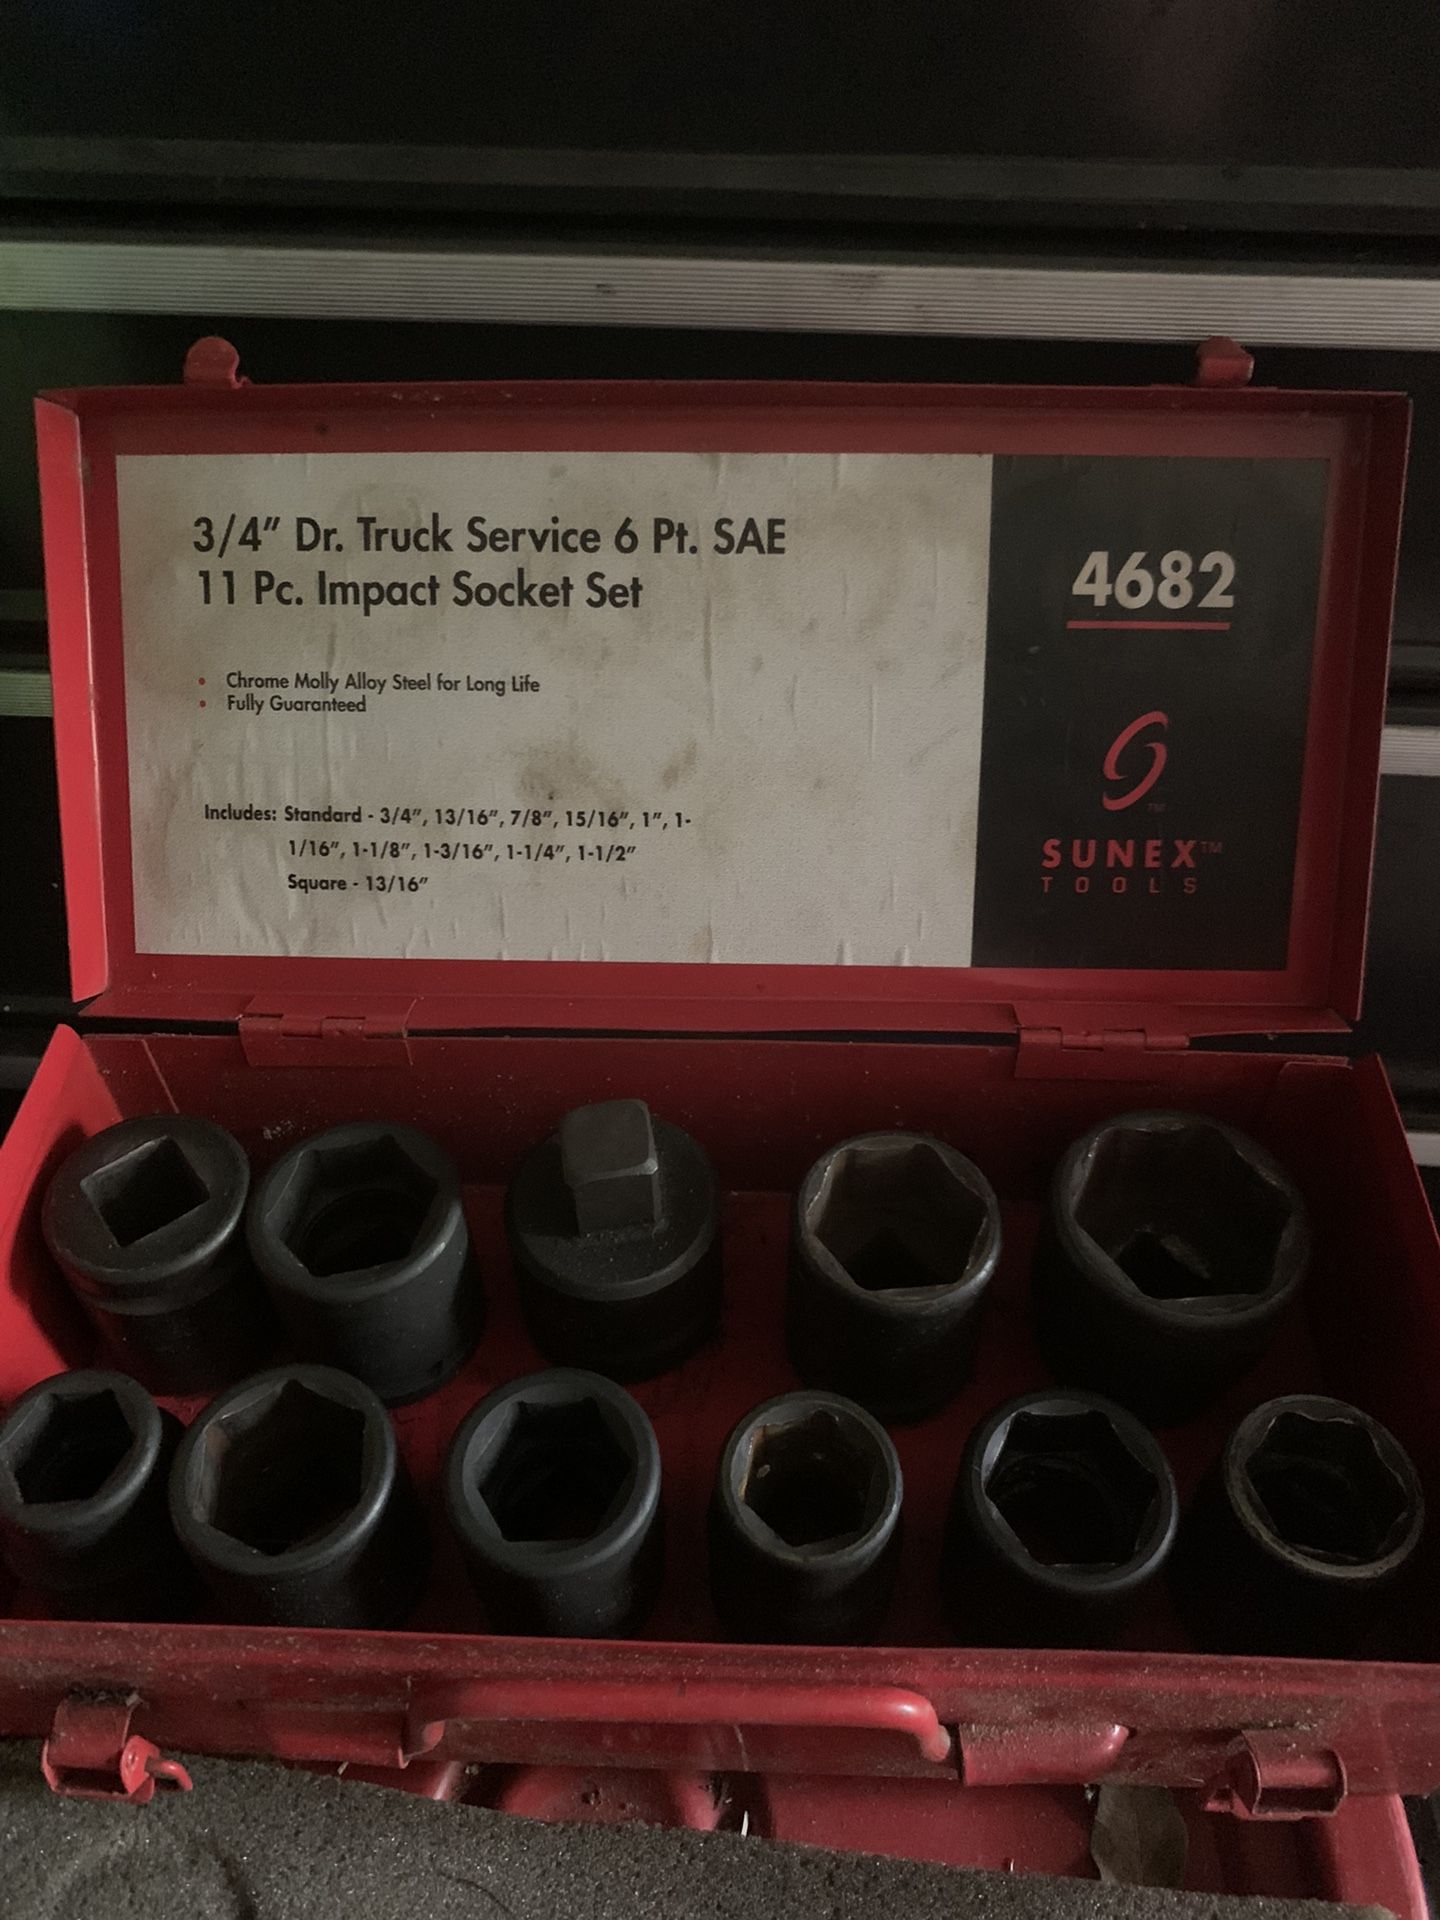 3/4" Dr. Truck Service 6 Pt. SAE
11 Pc. Impact Socket Set
• Chrome Molly Alloy Steel for Long Life
• Fully Guaranteed
Includes: Standard - 3/4", 13/16", 7/8", 15/16", 1", 1-
1/16", 1-1/8", 1-3/16", 1-1/4", 1-1/2"
Square - 13/16"
4682
TM
SUNEX™
TOOLS